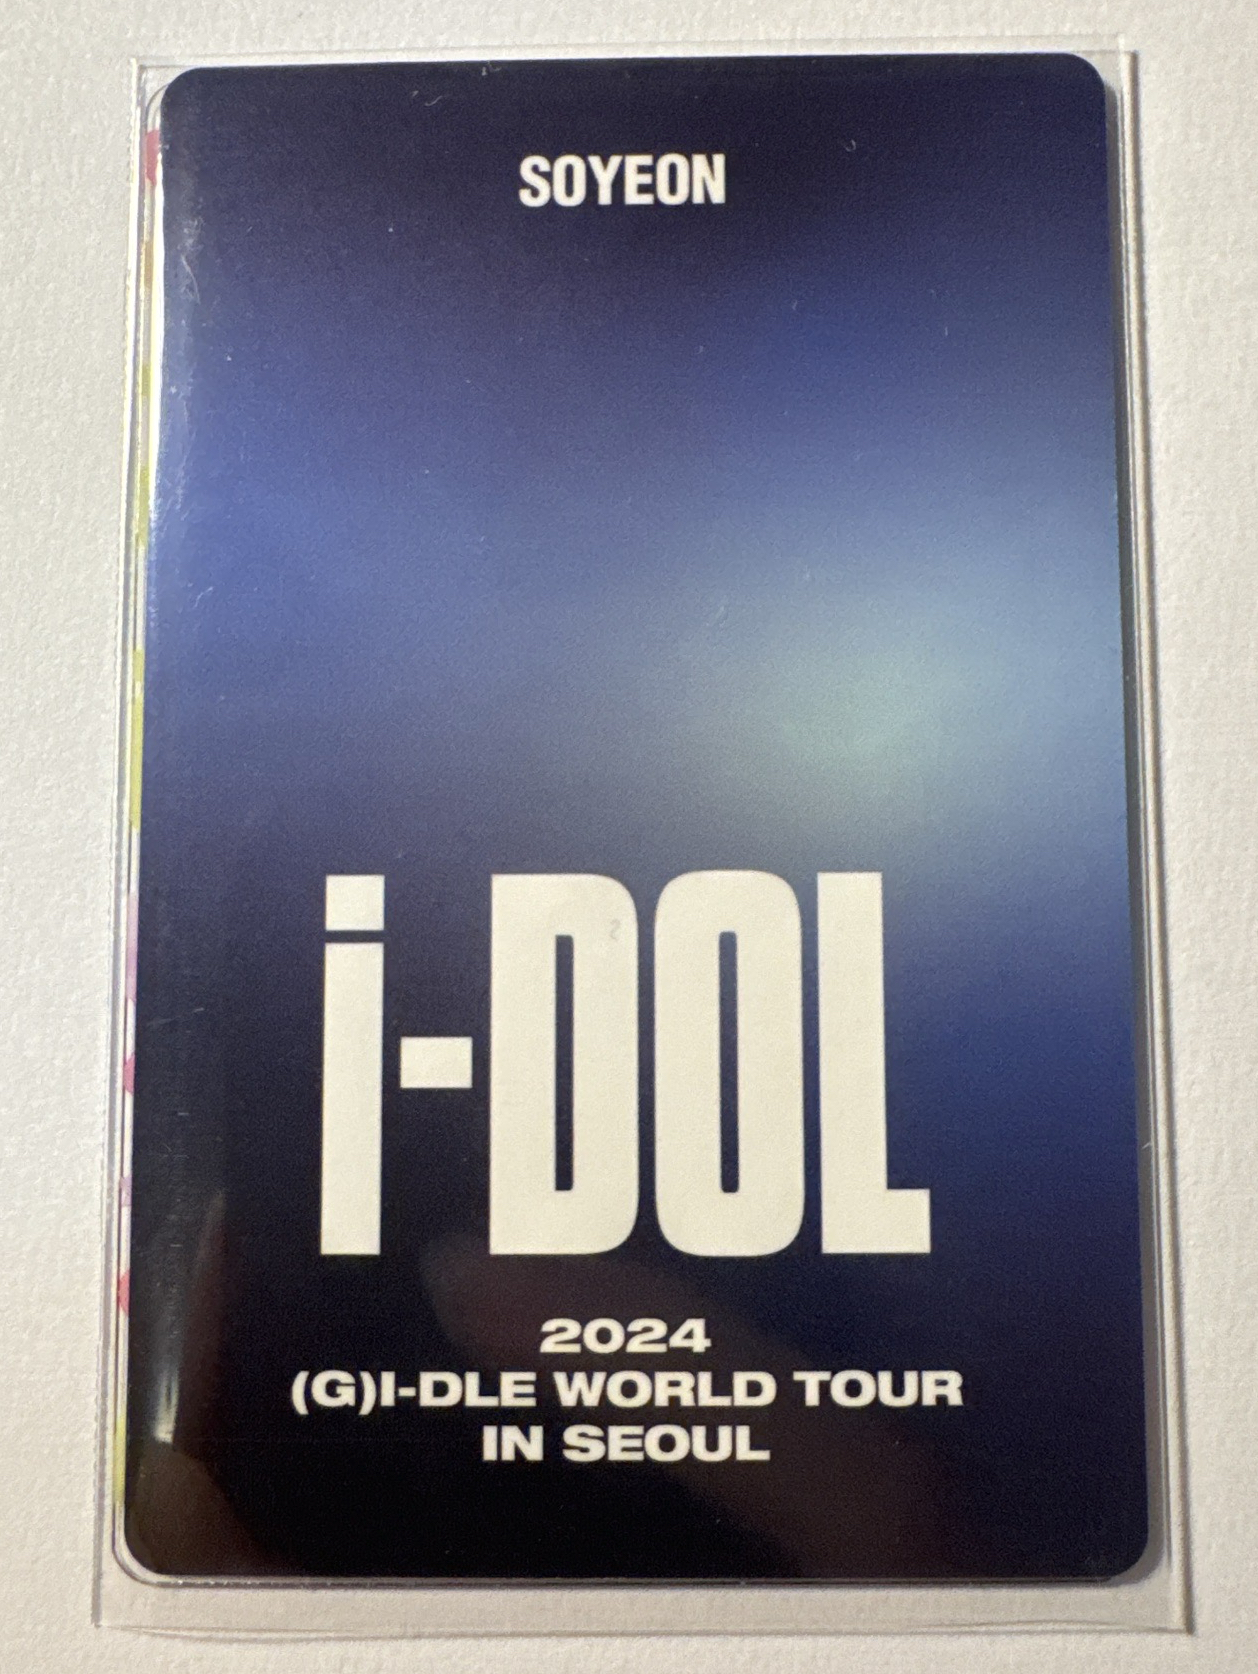 SOYEON
i-DOL
2024
(G)I-DLE WORLD TOUR
IN SEOUL